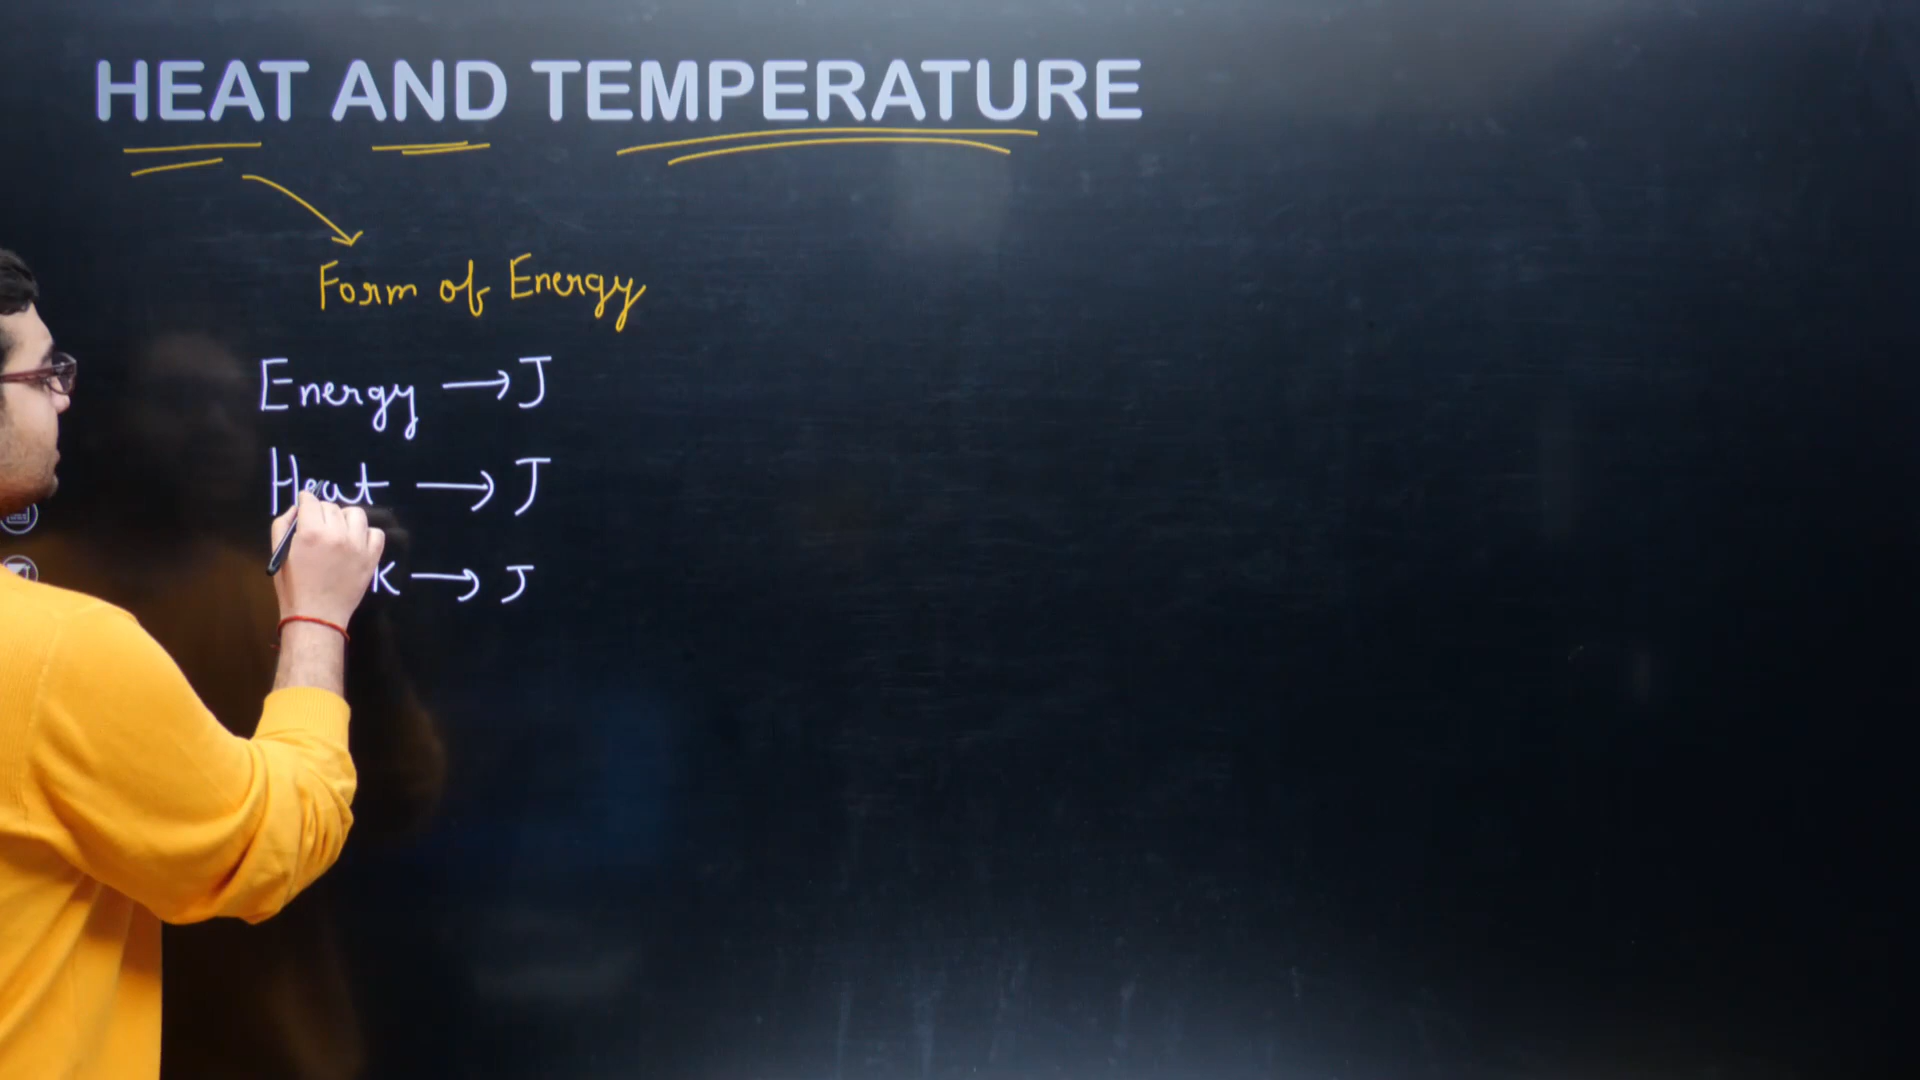 HEAT AND TEMPERATURE
Form of Energy
Energy → J
Heat → J
K → J